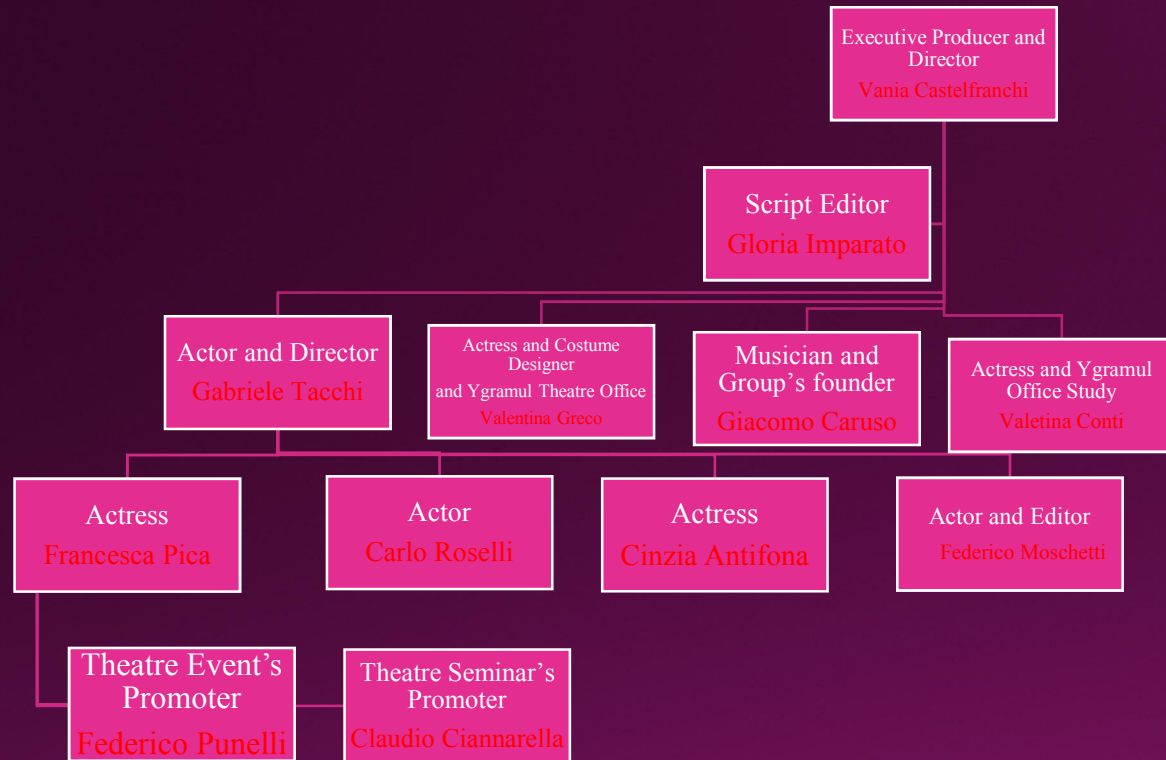 Executive Producer and
Director
Vania Castelfranchi
Script Editor
Gloria Imparato
Actor and Director
Gabriele Tacchi
Actress and Costume
Designer
and Ygramul Theatre Office
Valentina Greco
Musician and
Group's founder
Giacomo Caruso
Actress and Ygramul
Office Study
Valetina Conti
Actress
Francesca Pica
Actor
Carlo Roselli
Actress
Cinzia Antifona
Actor and Editor
Federico Moschetti
Theatre Event's
Promoter
Federico Punelli
Theatre Seminar's
Promoter
Claudio Ciannarella